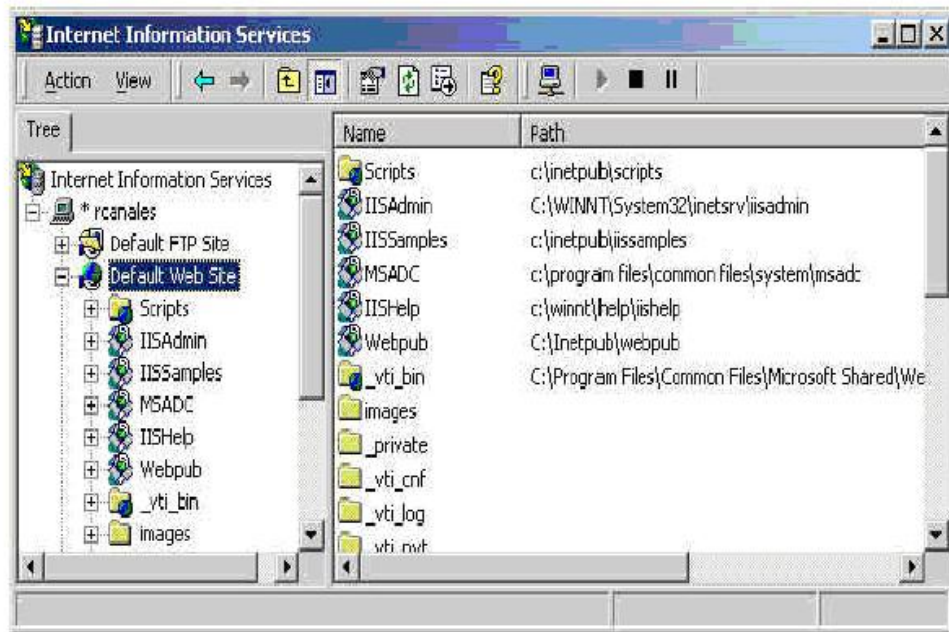 Internet Information Services
Action View
Tree
Name Path
Internet Information Services
* rcanales
Default FTP Site
Default Web Site
Scripts
IISAdmin
IISSamples
MSADC
IISHelp
Webpub
_vti_bin
images
Scripts c:\inetpub\scripts
IISAdmin C:\WINNT\System32\inetsrv\iisadmin
IISSamples c:\inetpub\iissamples
MSADC c:\program files\common files\system\msadc
IISHelp c:\winnt\help\iishelp
Webpub C:\Inetpub\webpub
_vti_bin C:\Program Files\Common Files\Microsoft Shared\We
images
_private
_vti_cnf
_vti_log
_vti_pvt